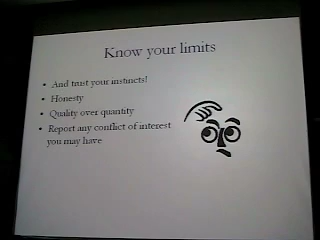 Know your limits
• And trust your instincts!
• Honesty
• Quality over quantity
• Report any conflict of interest
you may have